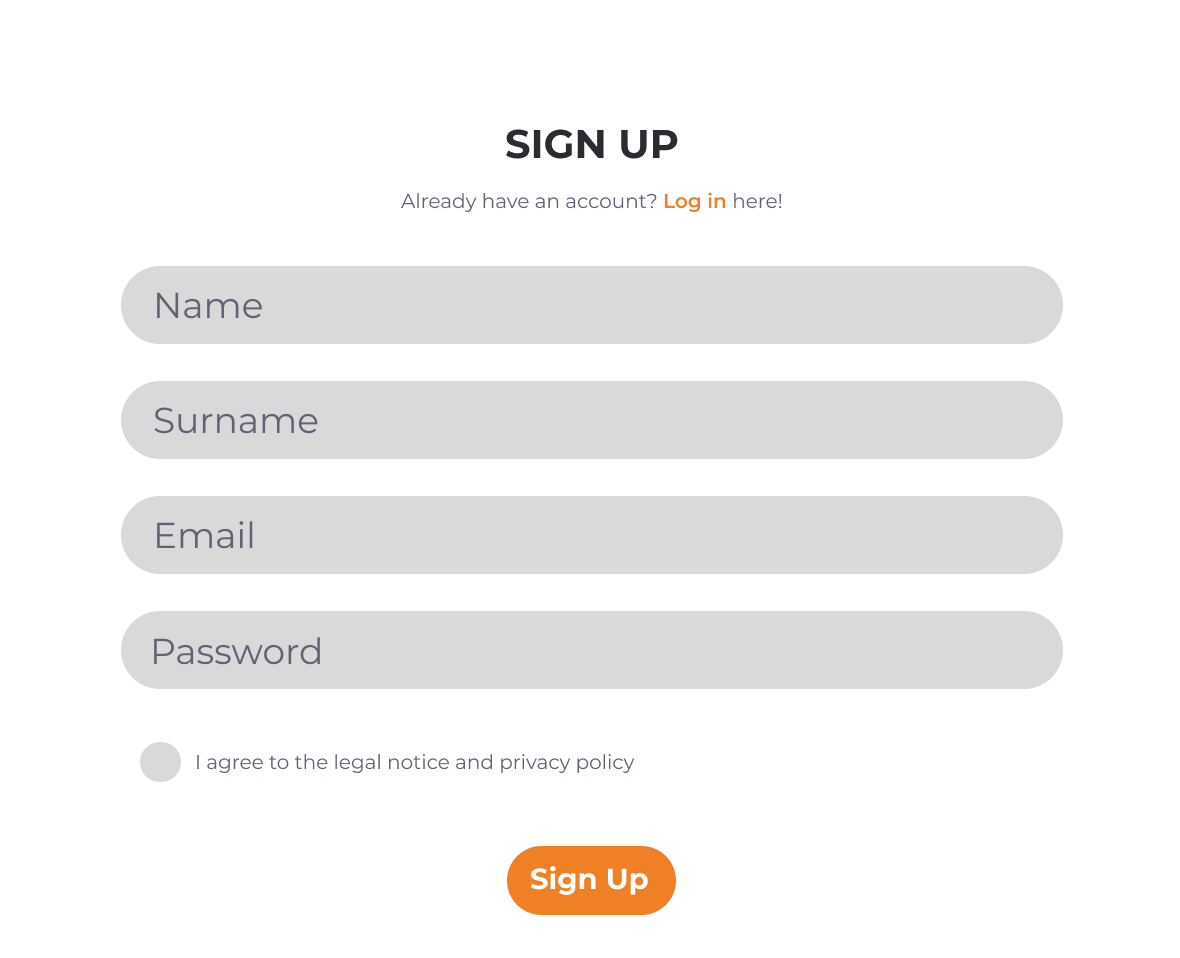 SIGN UP
Already have an account? Log in here!
Name
Surname
Email
Password
I agree to the legal notice and privacy policy
Sign Up